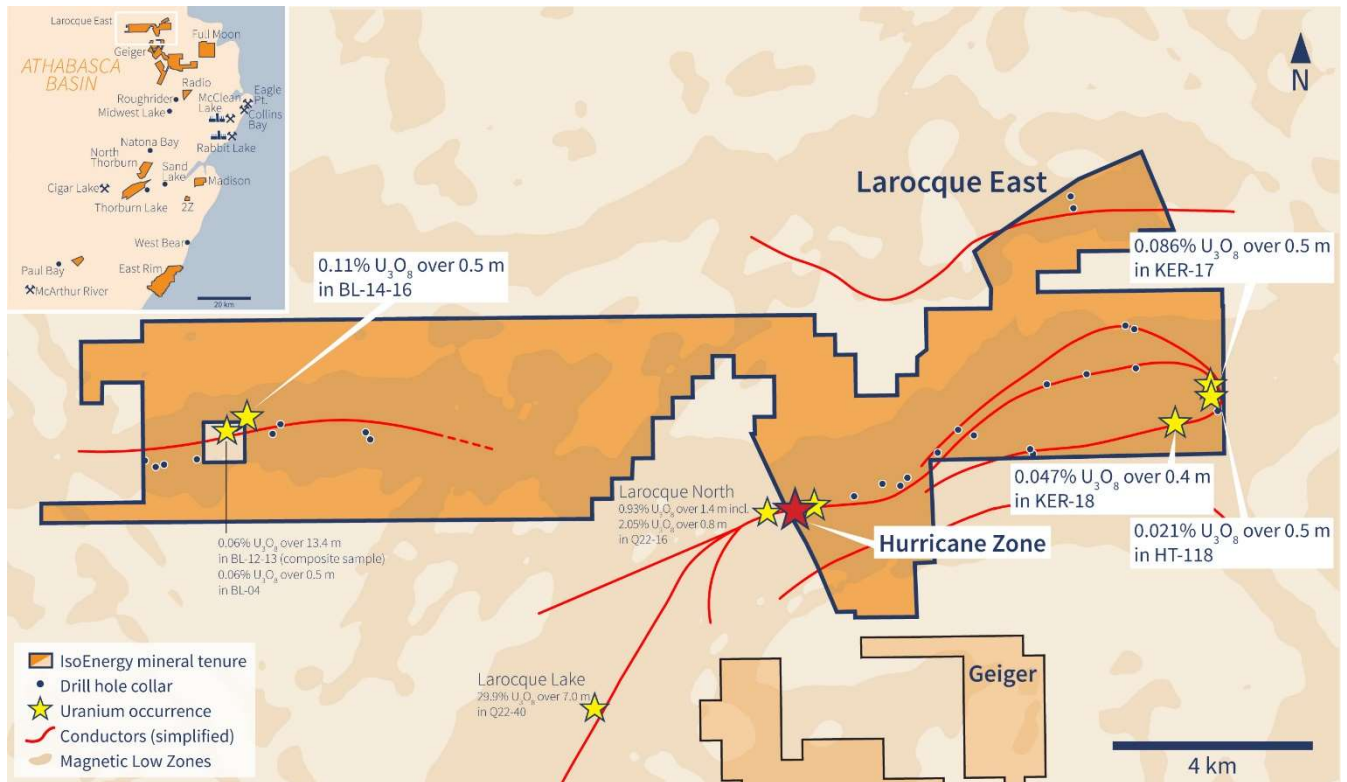 Larocque East
Full Moon
Geiger
ATHABASCA
BASIN
Radio
Roughrider
Midwest Lake
McClean
Lake
Eagle
Pt.
Collins
Bay
Rabbit Lake
Natona Bay
North
Thorburn
Sand
Lake
Cigar Lake
Madison
Thorburn Lake
2Z
West Bear
Paul Bay
East Rim
McArthur River
20 km
N
Larocque East
0.11% U₃O₈ over 0.5 m
in BL-14-16
0.086% U₃O₈ over 0.5 m
in KER-17
0.047% U₃O₈ over 0.4 m
in KER-18
0.021% U₃O₈ over 0.5 m
in HT-118
Larocque North
0.93% U₃O₈ over 1.4 m incl.
2.05% U₃O₈ over 0.8 m
in Q22-16
Hurricane Zone
0.06% U₃O₈ over 13.4 m
in BL-12-13 (composite sample)
0.06% U₃O₈ over 0.5 m
in BL-04
Larocque Lake
29.9% U₃O₈ over 7.0 m
in Q22-40
Geiger
IsoEnergy mineral tenure
Drill hole collar
Uranium occurrence
Conductors (simplified)
Magnetic Low Zones
4 km